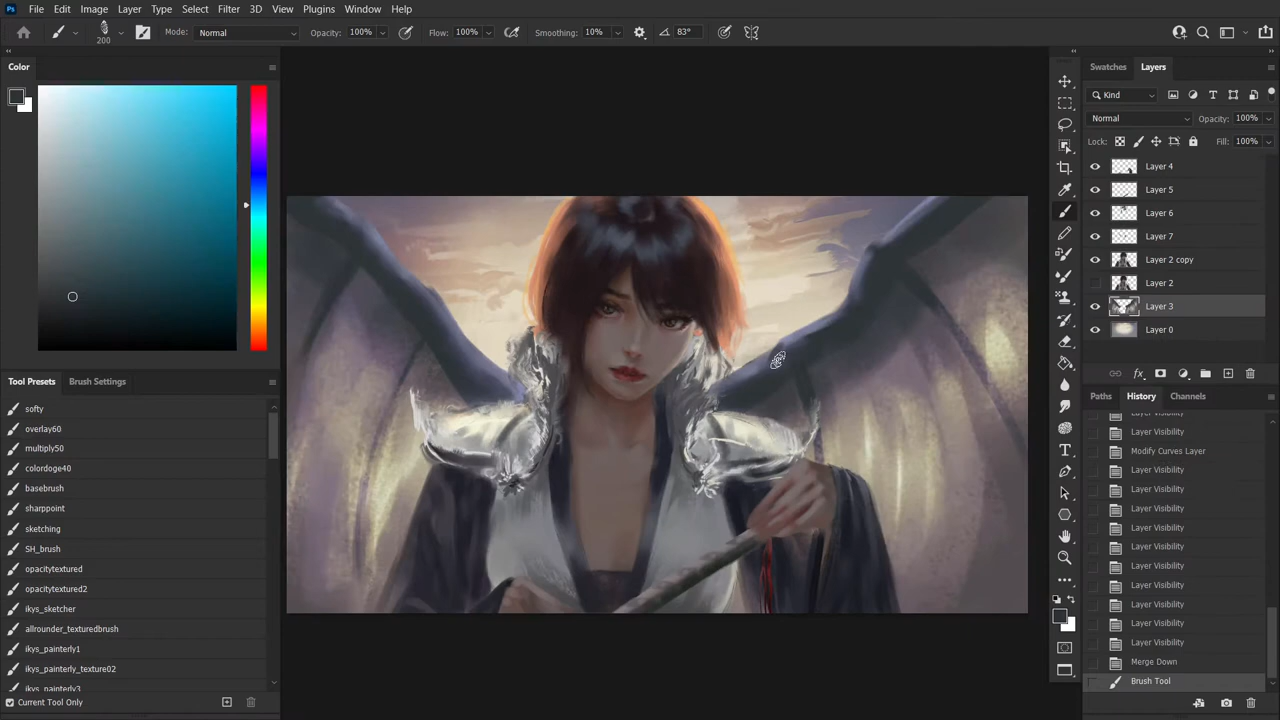 Ps File Edit Image Layer Type Select Filter 3D View Plugins Window Help
200 Mode: Normal Opacity: 100% Flow: 100% Smoothing: 10% 83°
Color
Swatches Layers
Kind
Normal Opacity: 100%
Lock: Fill: 100%
Layer 4
Layer 5
Layer 6
Layer 7
Layer 2 copy
Layer 2
Layer 3
Layer 0
fx
Paths History Channels
Layer Visibility
Layer Visibility
Modify Curves Layer
Layer Visibility
Layer Visibility
Layer Visibility
Layer Visibility
Layer Visibility
Layer Visibility
Layer Visibility
Layer Visibility
Layer Visibility
Layer Visibility
Merge Down
Brush Tool
Tool Presets Brush Settings
softy
overlay60
multiply50
colordoge40
basebrush
sharppoint
sketching
SH_brush
opacitytextured
opacitytextured2
ikys_sketcher
allrounder_texturedbrush
ikys_painterly1
ikys_painterly_texture02
ikys_painterly3
Current Tool Only